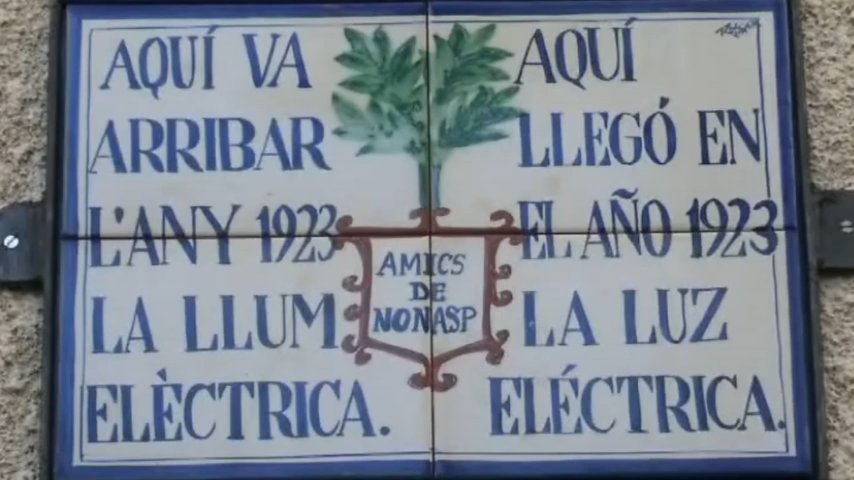 AQUÍ VA
ARRIBAR
L'ANY 1923
LA LLUM
ELÈCTRICA.
AMICS
DE
NONASP
AQUÍ
LLEGÓ EN
EL AÑO 1923
LA LUZ
ELÉCTRICA.